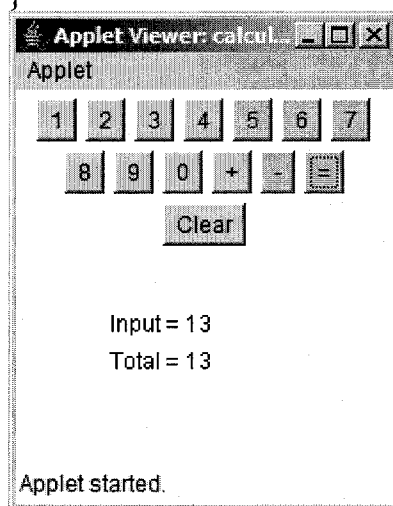 }
Applet Viewer: calcul...
Applet
1 2 3 4 5 6 7
8 9 0 + - =
Clear
Input = 13
Total = 13
Applet started.